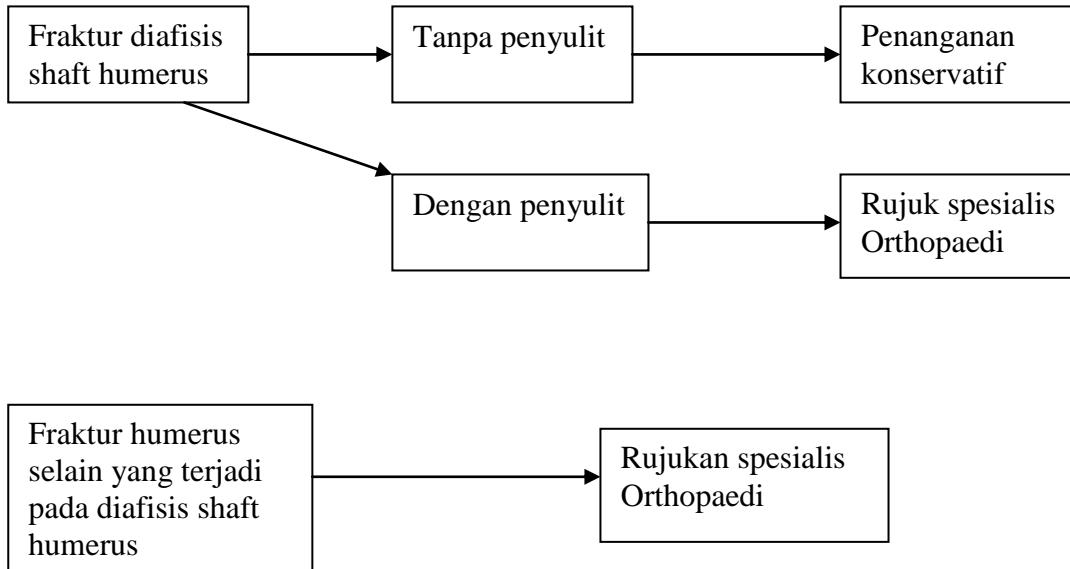 Fraktur diafisis
shaft humerus
Tanpa penyulit
Penanganan
konservatif
Dengan penyulit
Rujuk spesialis
Orthopaedi
Fraktur humerus
selain yang terjadi
pada diafisis shaft
humerus
Rujukan spesialis
Orthopaedi